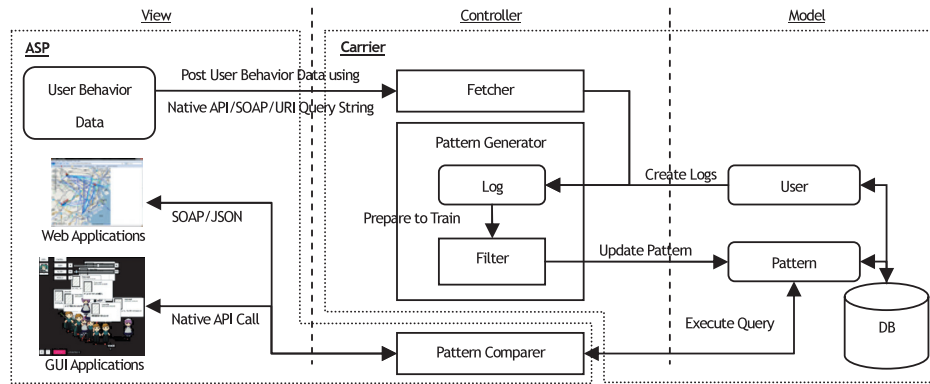 View
Controller
Model
ASP
Carrier
User Behavior
Data
Post User Behavior Data using
Native API/SOAP/URI Query String
Fetcher
Pattern Generator
Log
Create Logs
User
Prepare to Train
SOAP/JSON
Web Applications
Filter
Update Pattern
Pattern
Native API Call
Execute Query
DB
Pattern Comparer
GUI Applications